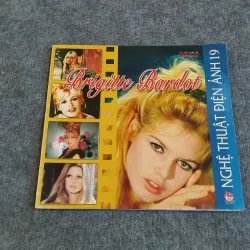 Brigitte Bardot
NGHỆ THUẬT ĐIỆN ẢNH 19